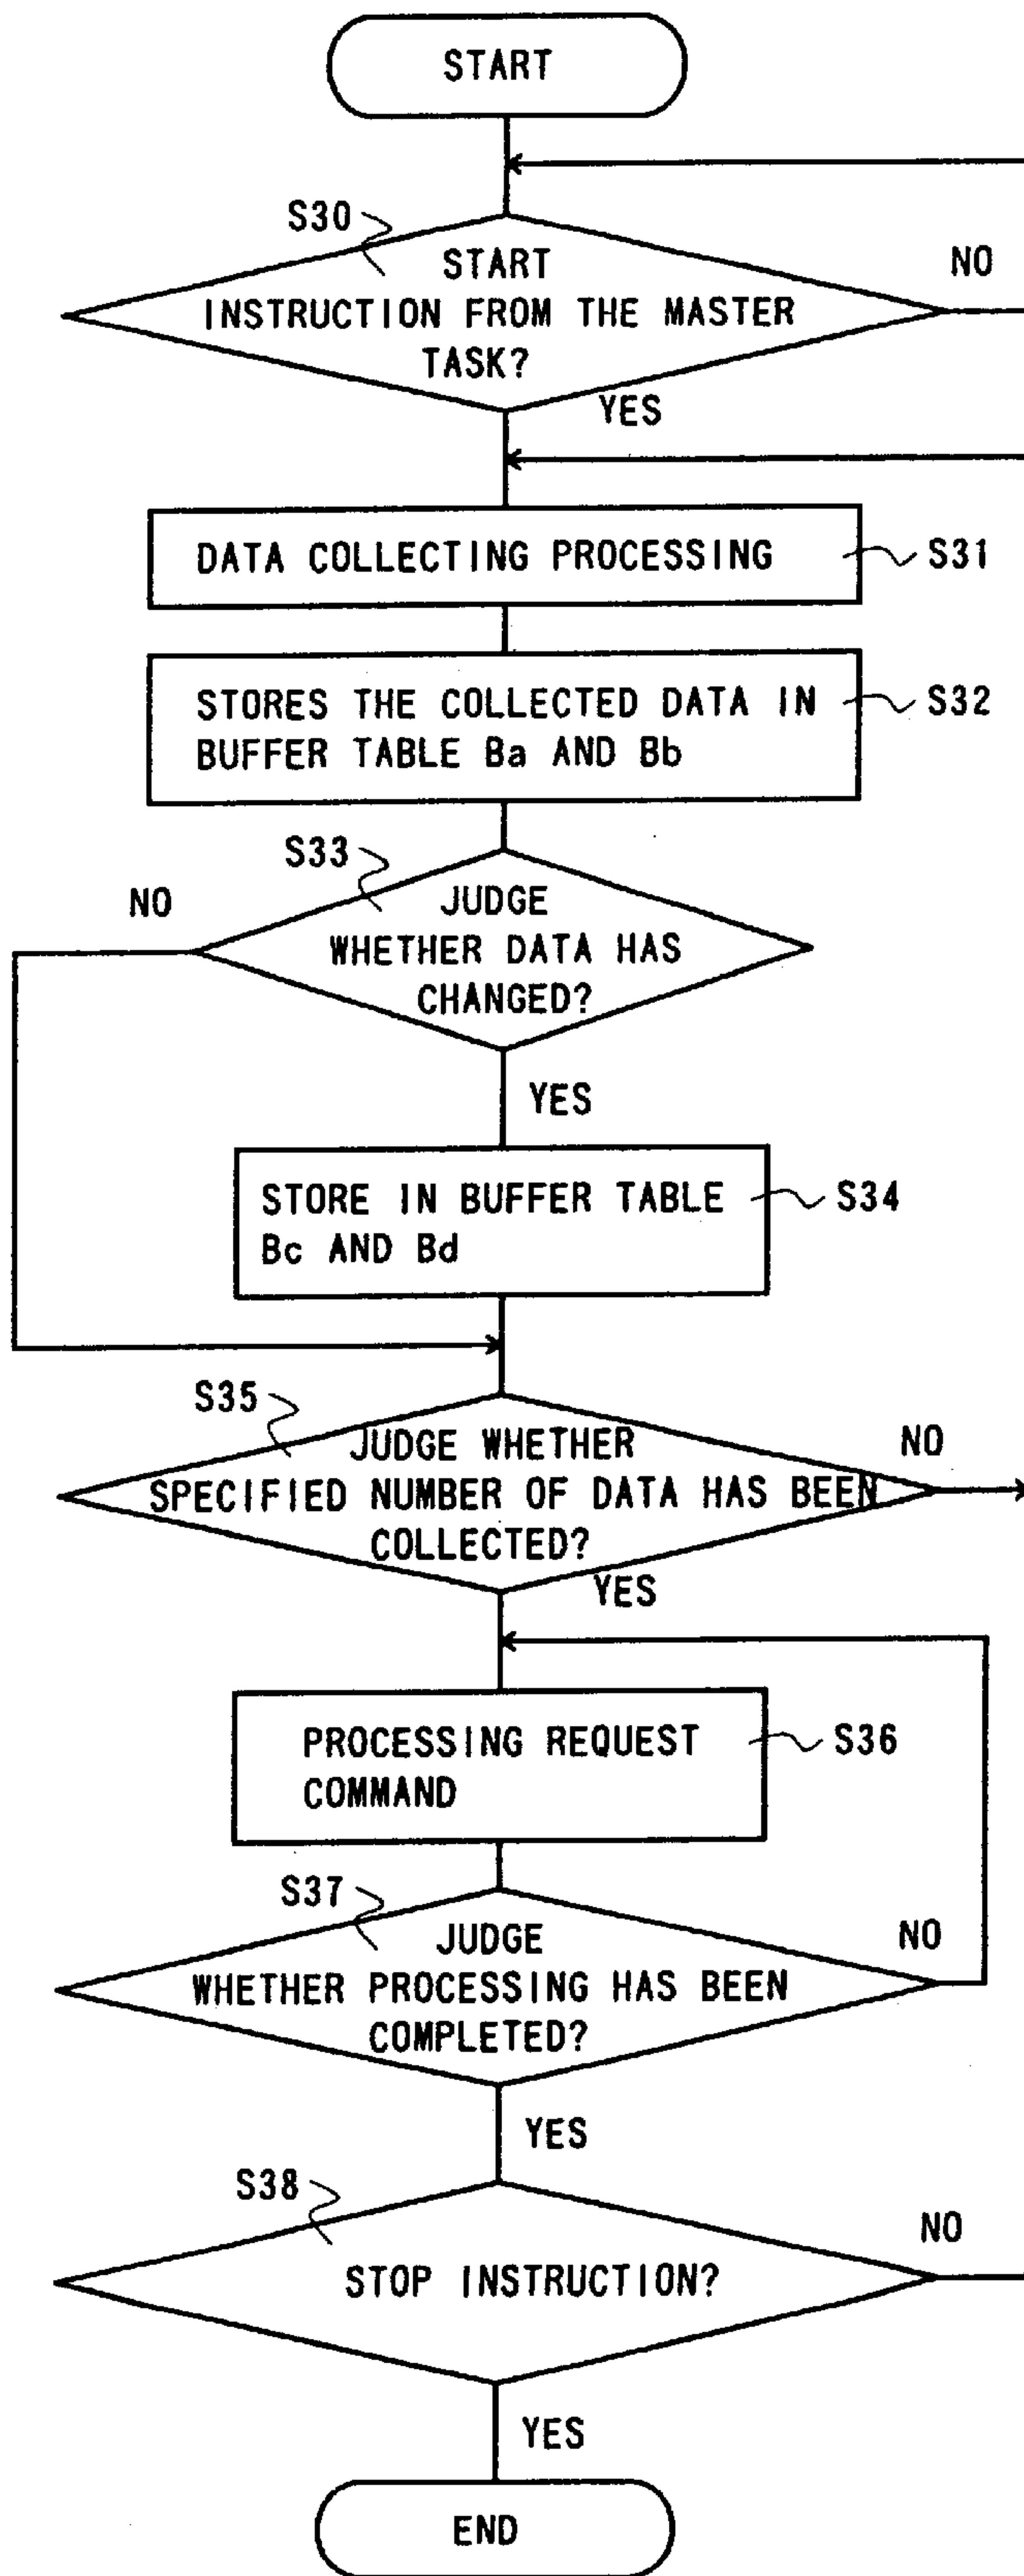 START
S30
START
INSTRUCTION FROM THE MASTER
TASK?
NO
YES
DATA COLLECTING PROCESSING
S31
STORES THE COLLECTED DATA IN
BUFFER TABLE Ba AND Bb
S32
S33
NO
JUDGE
WHETHER DATA HAS
CHANGED?
YES
STORE IN BUFFER TABLE
Bc AND Bd
S34
S35
JUDGE WHETHER
SPECIFIED NUMBER OF DATA HAS BEEN
COLLECTED?
NO
YES
PROCESSING REQUEST
COMMAND
S36
S37
JUDGE
WHETHER PROCESSING HAS BEEN
COMPLETED?
NO
YES
S38
STOP INSTRUCTION?
NO
YES
END